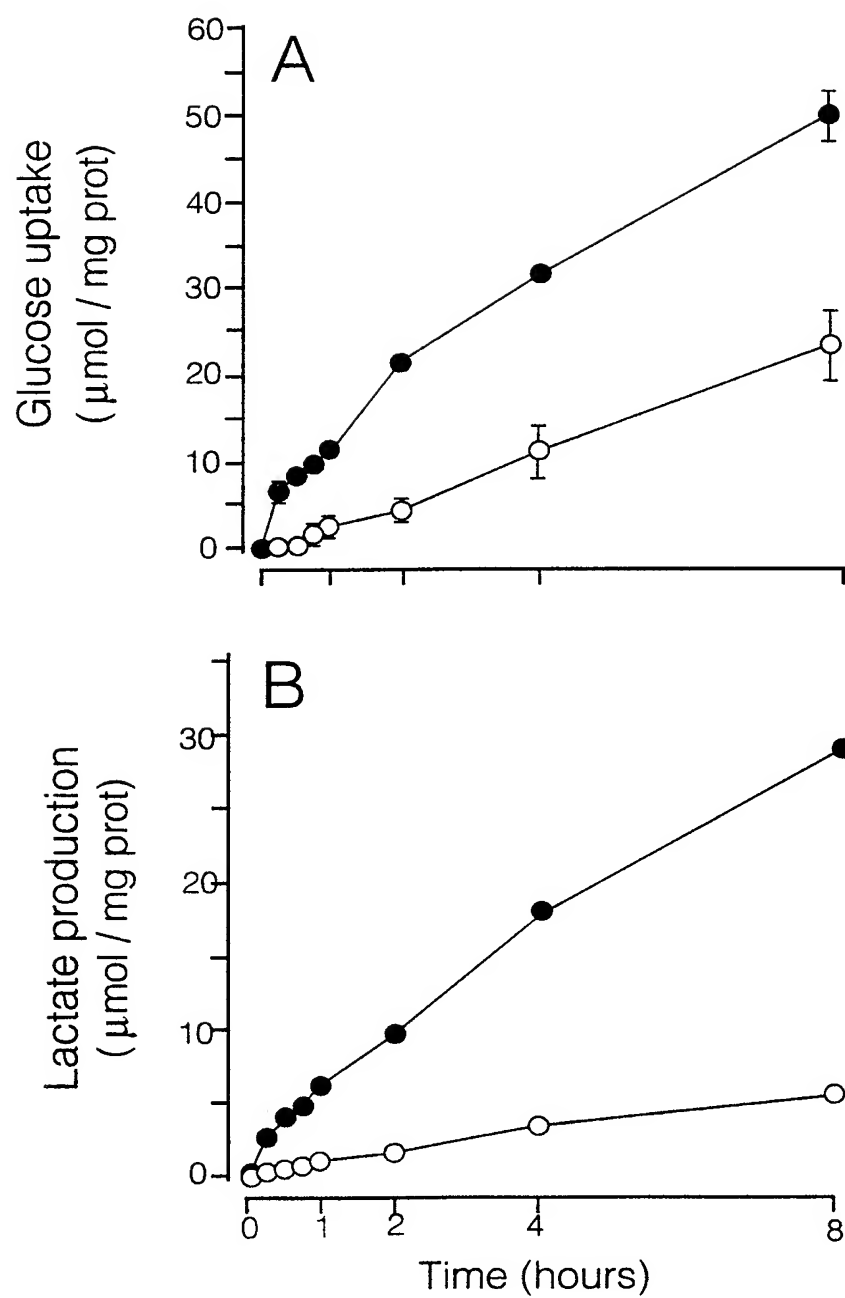 A
60
50
40
30
20
10
0
Glucose uptake
(μmol / mg prot)
B
30
20
10
0
Lactate production
(μmol / mg prot)
0 1 2 4 8
Time (hours)